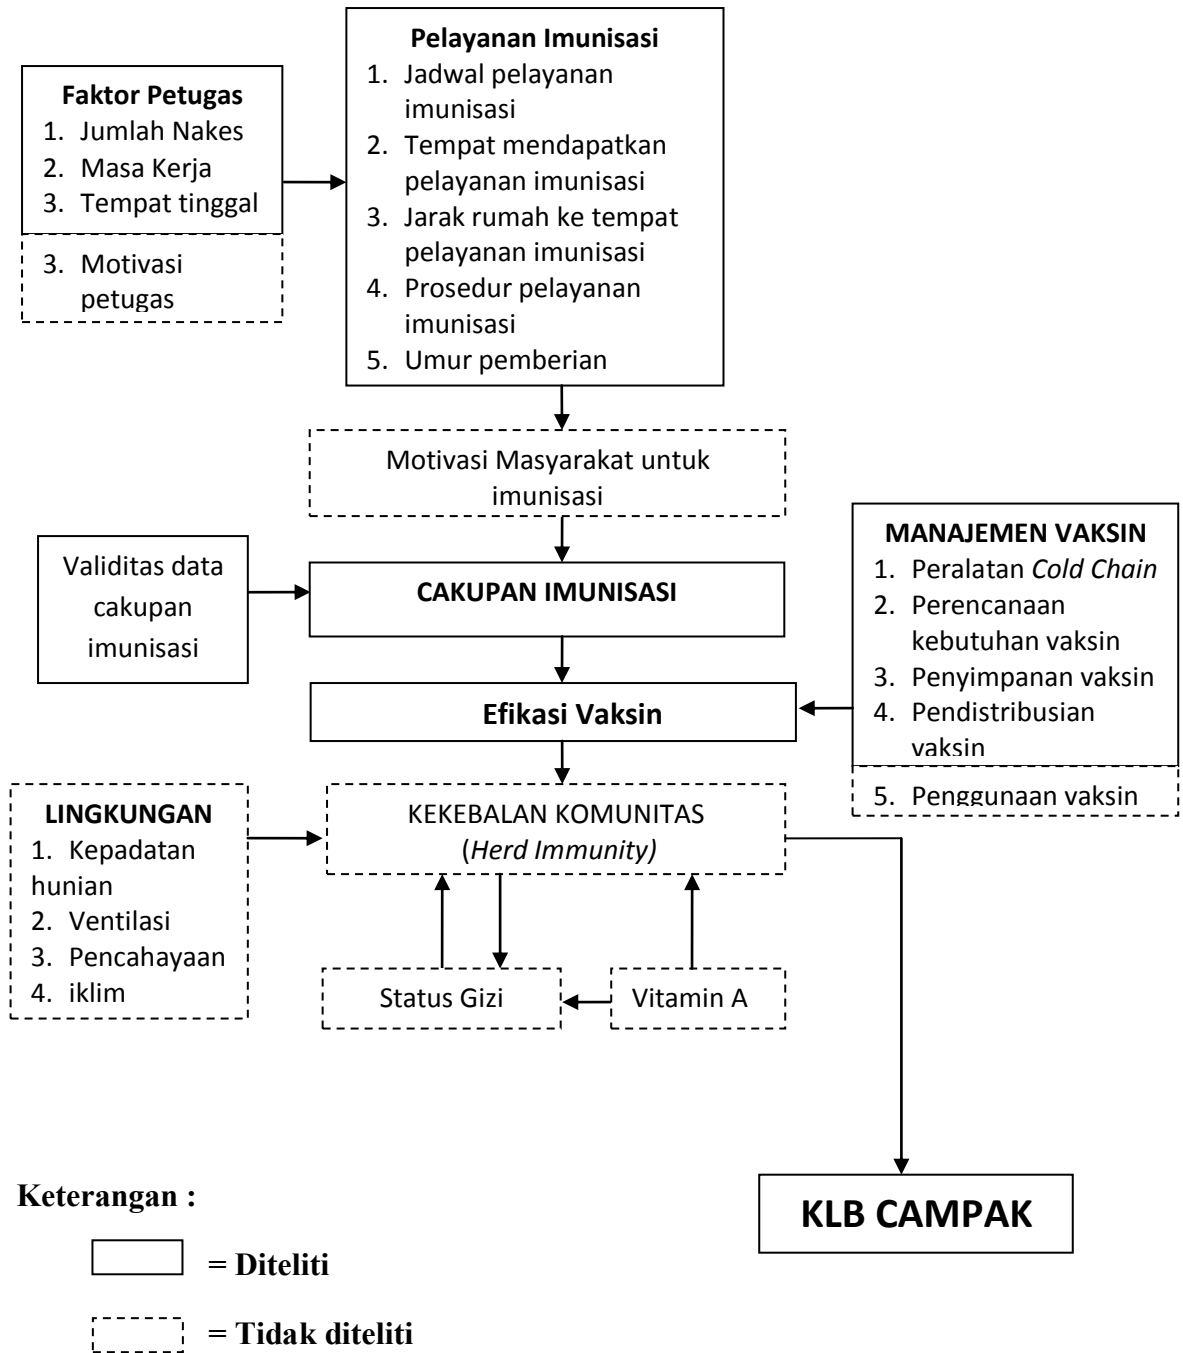 Pelayanan Imunisasi
1. Jadwal pelayanan
imunisasi
2. Tempat mendapatkan
pelayanan imunisasi
3. Jarak rumah ke tempat
pelayanan imunisasi
4. Prosedur pelayanan
imunisasi
5. Umur pemberian
Faktor Petugas
1. Jumlah Nakes
2. Masa Kerja
3. Tempat tinggal
3. Motivasi
petugas
Motivasi Masyarakat untuk
imunisasi
Validitas data
cakupan
imunisasi
CAKUPAN IMUNISASI
MANAJEMEN VAKSIN
1. Peralatan Cold Chain
2. Perencanaan
kebutuhan vaksin
3. Penyimpanan vaksin
4. Pendistribusian
vaksin
5. Penggunaan vaksin
Efikasi Vaksin
LINGKUNGAN
1. Kepadatan
hunian
2. Ventilasi
3. Pencahayaan
4. iklim
KEKEBALAN KOMUNITAS
(Herd Immunity)
Status Gizi
Vitamin A
KLB CAMPAK
Keterangan :
= Diteliti
= Tidak diteliti